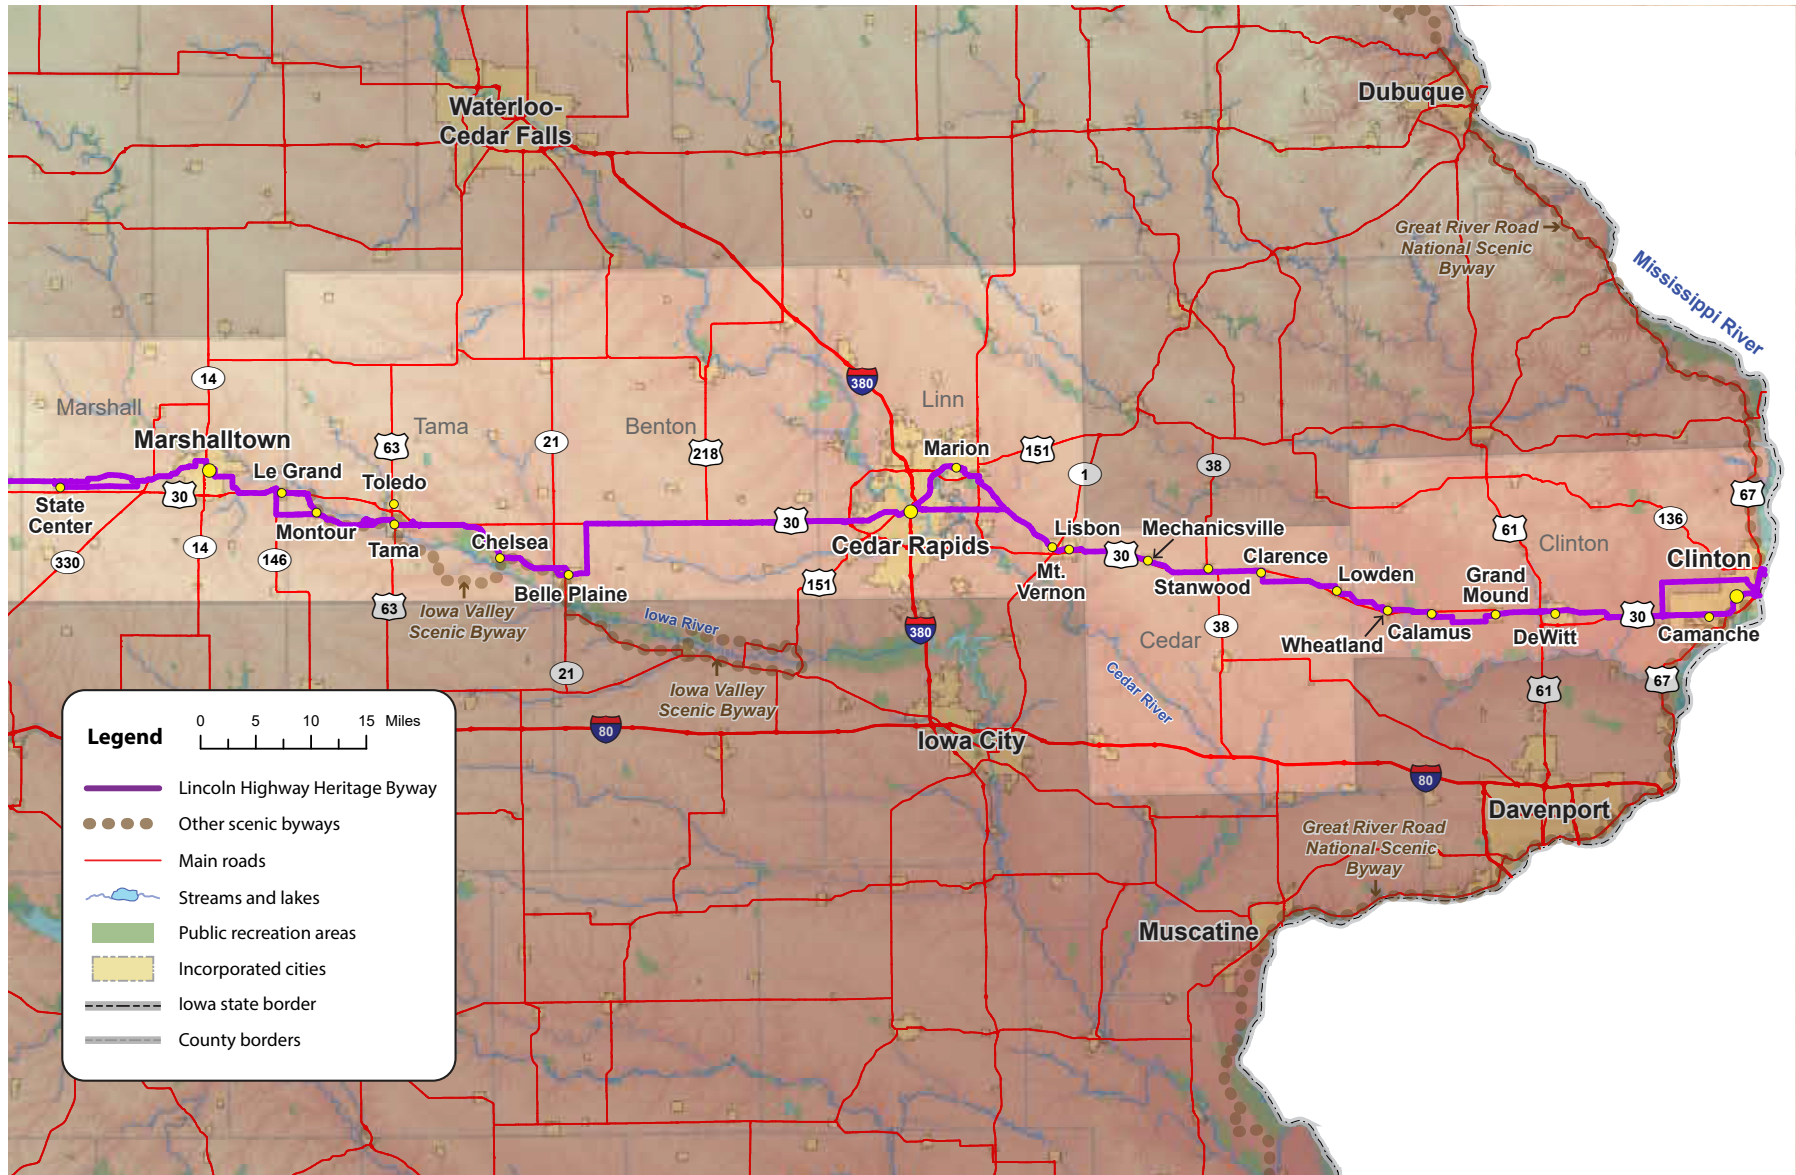 Dubuque
Waterloo-
Cedar Falls
Great River Road
National Scenic
Byway
Mississippi River
14
380
Marshall
Linn
Tama
Benton
Marshalltown
63
21
218
Marion
151
1
38
Le Grand
Toledo
30
67
State
Center
Montour
30
61
136
Tama
Chelsea
Lisbon
Mechanicsville
Clinton
Clinton
330
14
146
Cedar Rapids
30
Clarence
Mt.
Vernon
Stanwood
Lowden
Grand
Mound
63
Belle Plaine
151
Iowa Valley
Scenic Byway
Iowa River
380
Cedar
38
Wheatland
Calamus
DeWitt
30
Camanche
21
Iowa Valley
Scenic Byway
Cedar River
61
67
80
Iowa City
80
Davenport
Great River Road
National Scenic
Byway
Muscatine
Legend
0 5 10 15 Miles
Lincoln Highway Heritage Byway
Other scenic byways
Main roads
Streams and lakes
Public recreation areas
Incorporated cities
Iowa state border
County borders